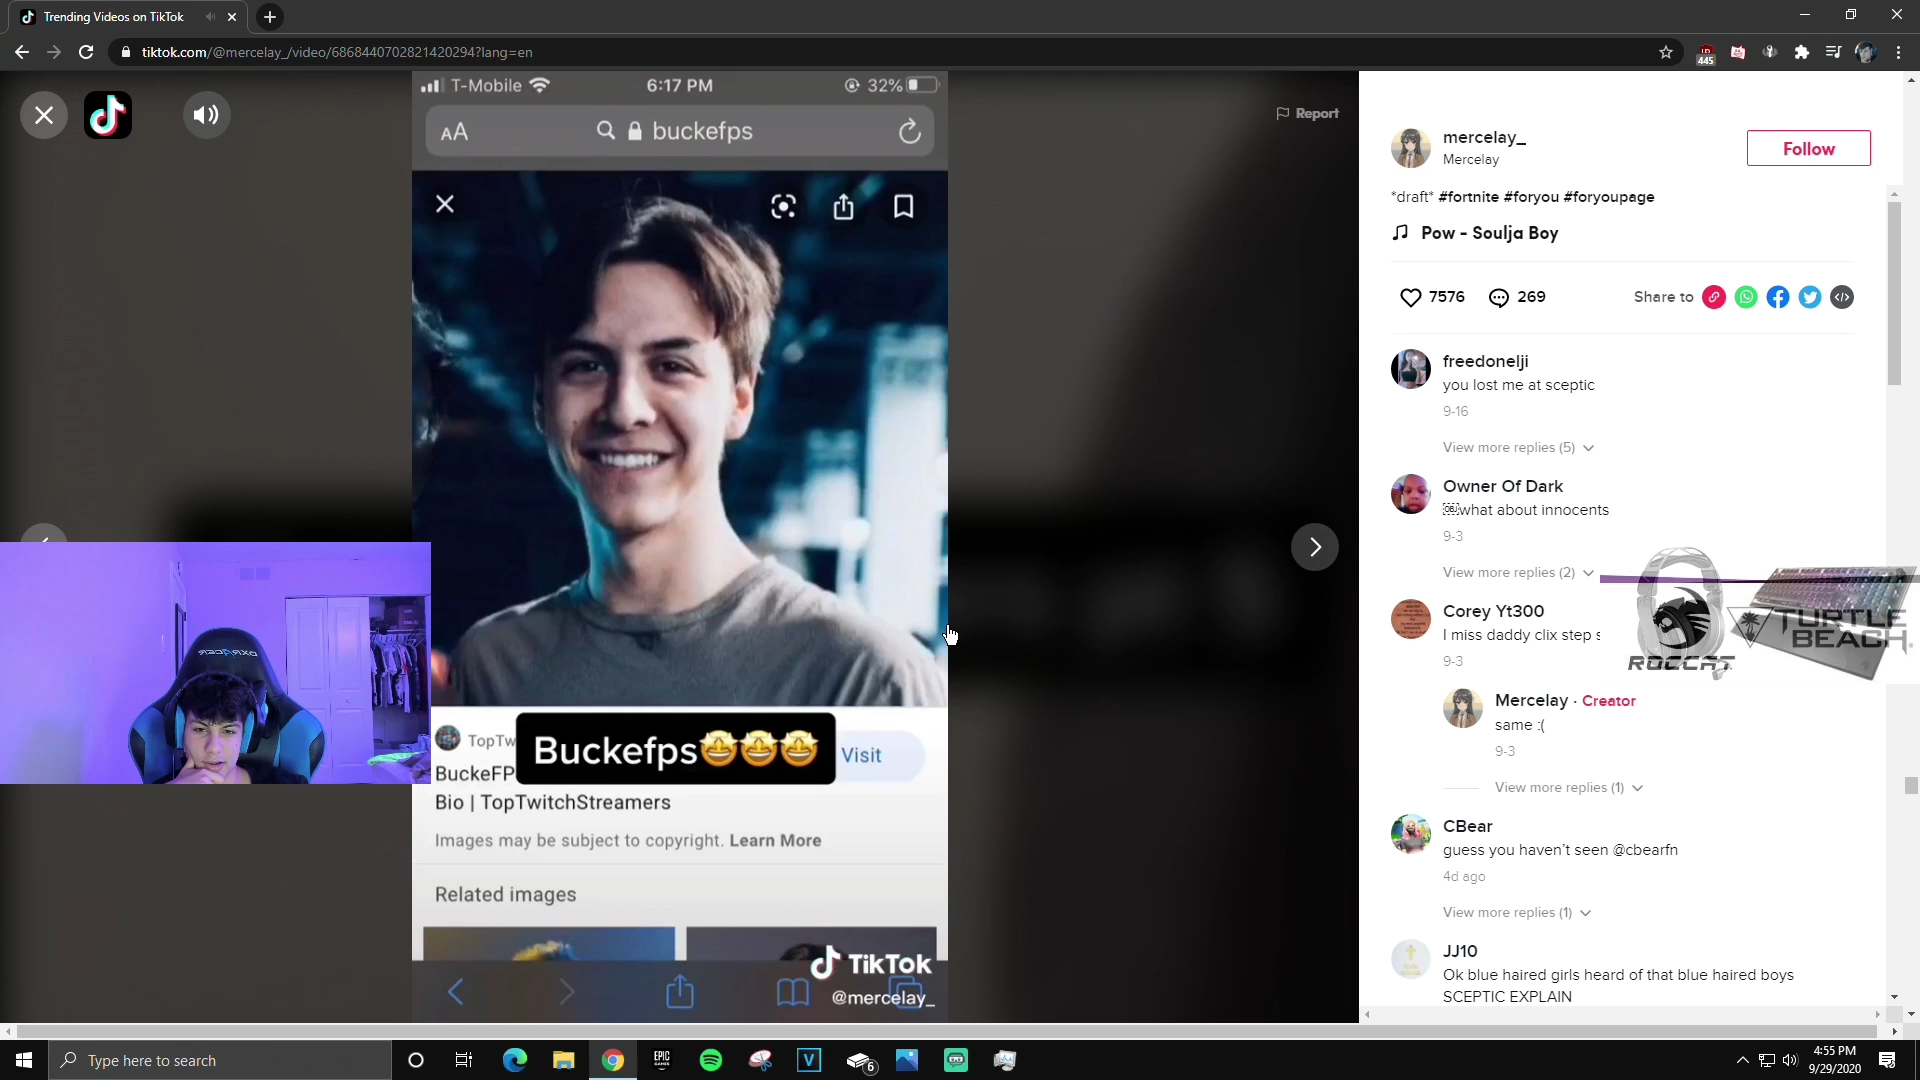 Trending Videos on TikTok
tiktok.com/@mercelay_/video/6868440702821420294?lang=en
445
T-Mobile
6:17 PM
32%
AA
buckefps
Report
TopTw
Buckefps🤩🤩🤩
Visit
BuckeFP
Bio | TopTwitchStreamers
Images may be subject to copyright. Learn More
Related images
TikTok
@mercelay_
mercelay_
Mercelay
Follow
*draft* #fortnite #foryou #foryoupage
Pow - Soulja Boy
7576
269
Share to
freedonelji
you lost me at sceptic
9-16
View more replies (5)
Owner Of Dark
what about innocents
9-3
View more replies (2)
Corey Yt300
I miss daddy clix step s
9-3
Mercelay · Creator
same :(
9-3
View more replies (1)
CBear
guess you haven't seen @cbearfn
4d ago
View more replies (1)
JJ10
Ok blue haired girls heard of that blue haired boys
SCEPTIC EXPLAIN
ROCCAT
TURTLE
BEACH
Type here to search
EPIC
GAMES
V
6
4:55 PM
9/29/2020